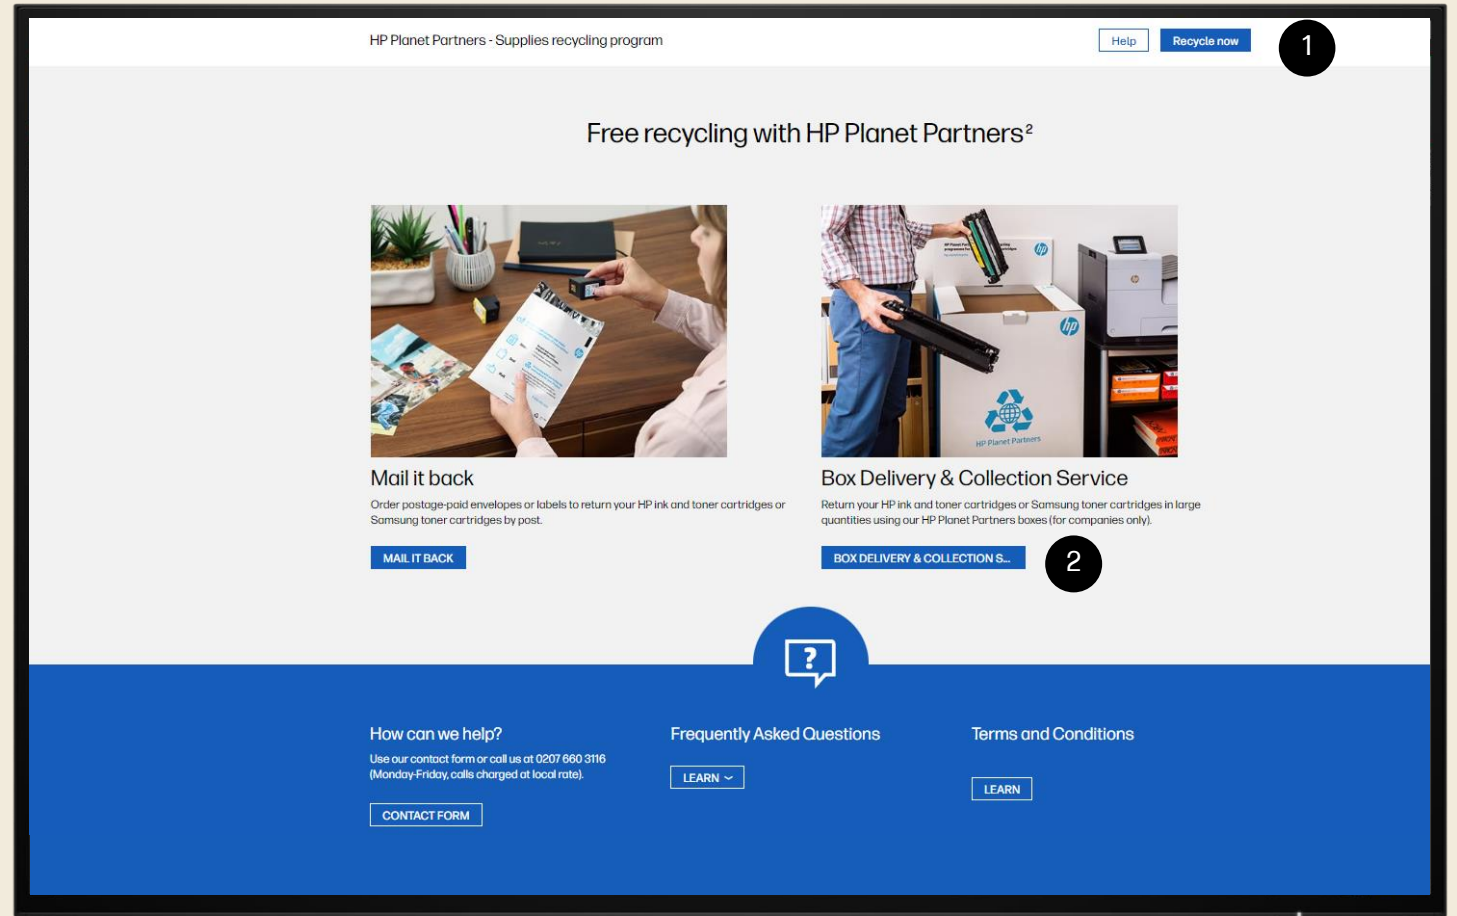 HP Planet Partners - Supplies recycling program
Help
Recycle now
1
Free recycling with HP Planet Partners²
hp
HP Planet Partners
Mail it back
Order postage-paid envelopes or labels to return your HP ink and toner cartridges or
Samsung toner cartridges by post.
MAIL IT BACK
Box Delivery & Collection Service
Return your HP ink and toner cartridges or Samsung toner cartridges in large
quantities using our HP Planet Partners boxes (for companies only).
BOX DELIVERY & COLLECTION S...
2
?
How can we help?
Use our contact form or call us at 0207 660 3116
(Monday-Friday, calls charged at local rate).
CONTACT FORM
Frequently Asked Questions
LEARN
Terms and Conditions
LEARN